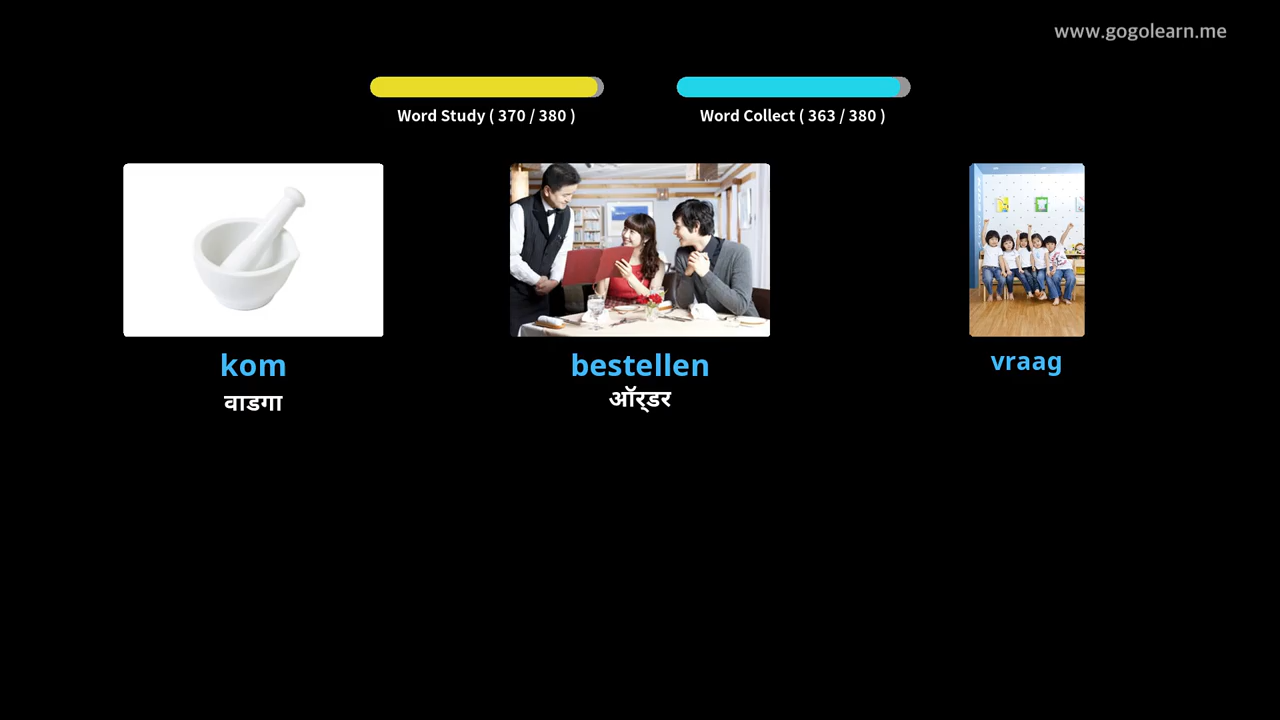 www.gogolearn.me
Word Study ( 370 / 380 )
Word Collect ( 363 / 380 )
kom
bestellen
vraag
वाडगा
ऑर्डर